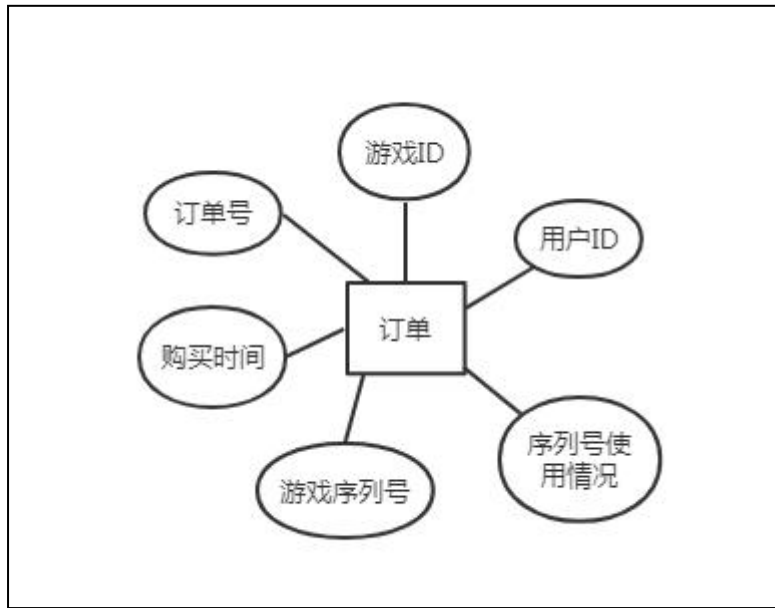 游戏ID
订单号
用户ID
订单
购买时间
序列号使
用情况
游戏序列号